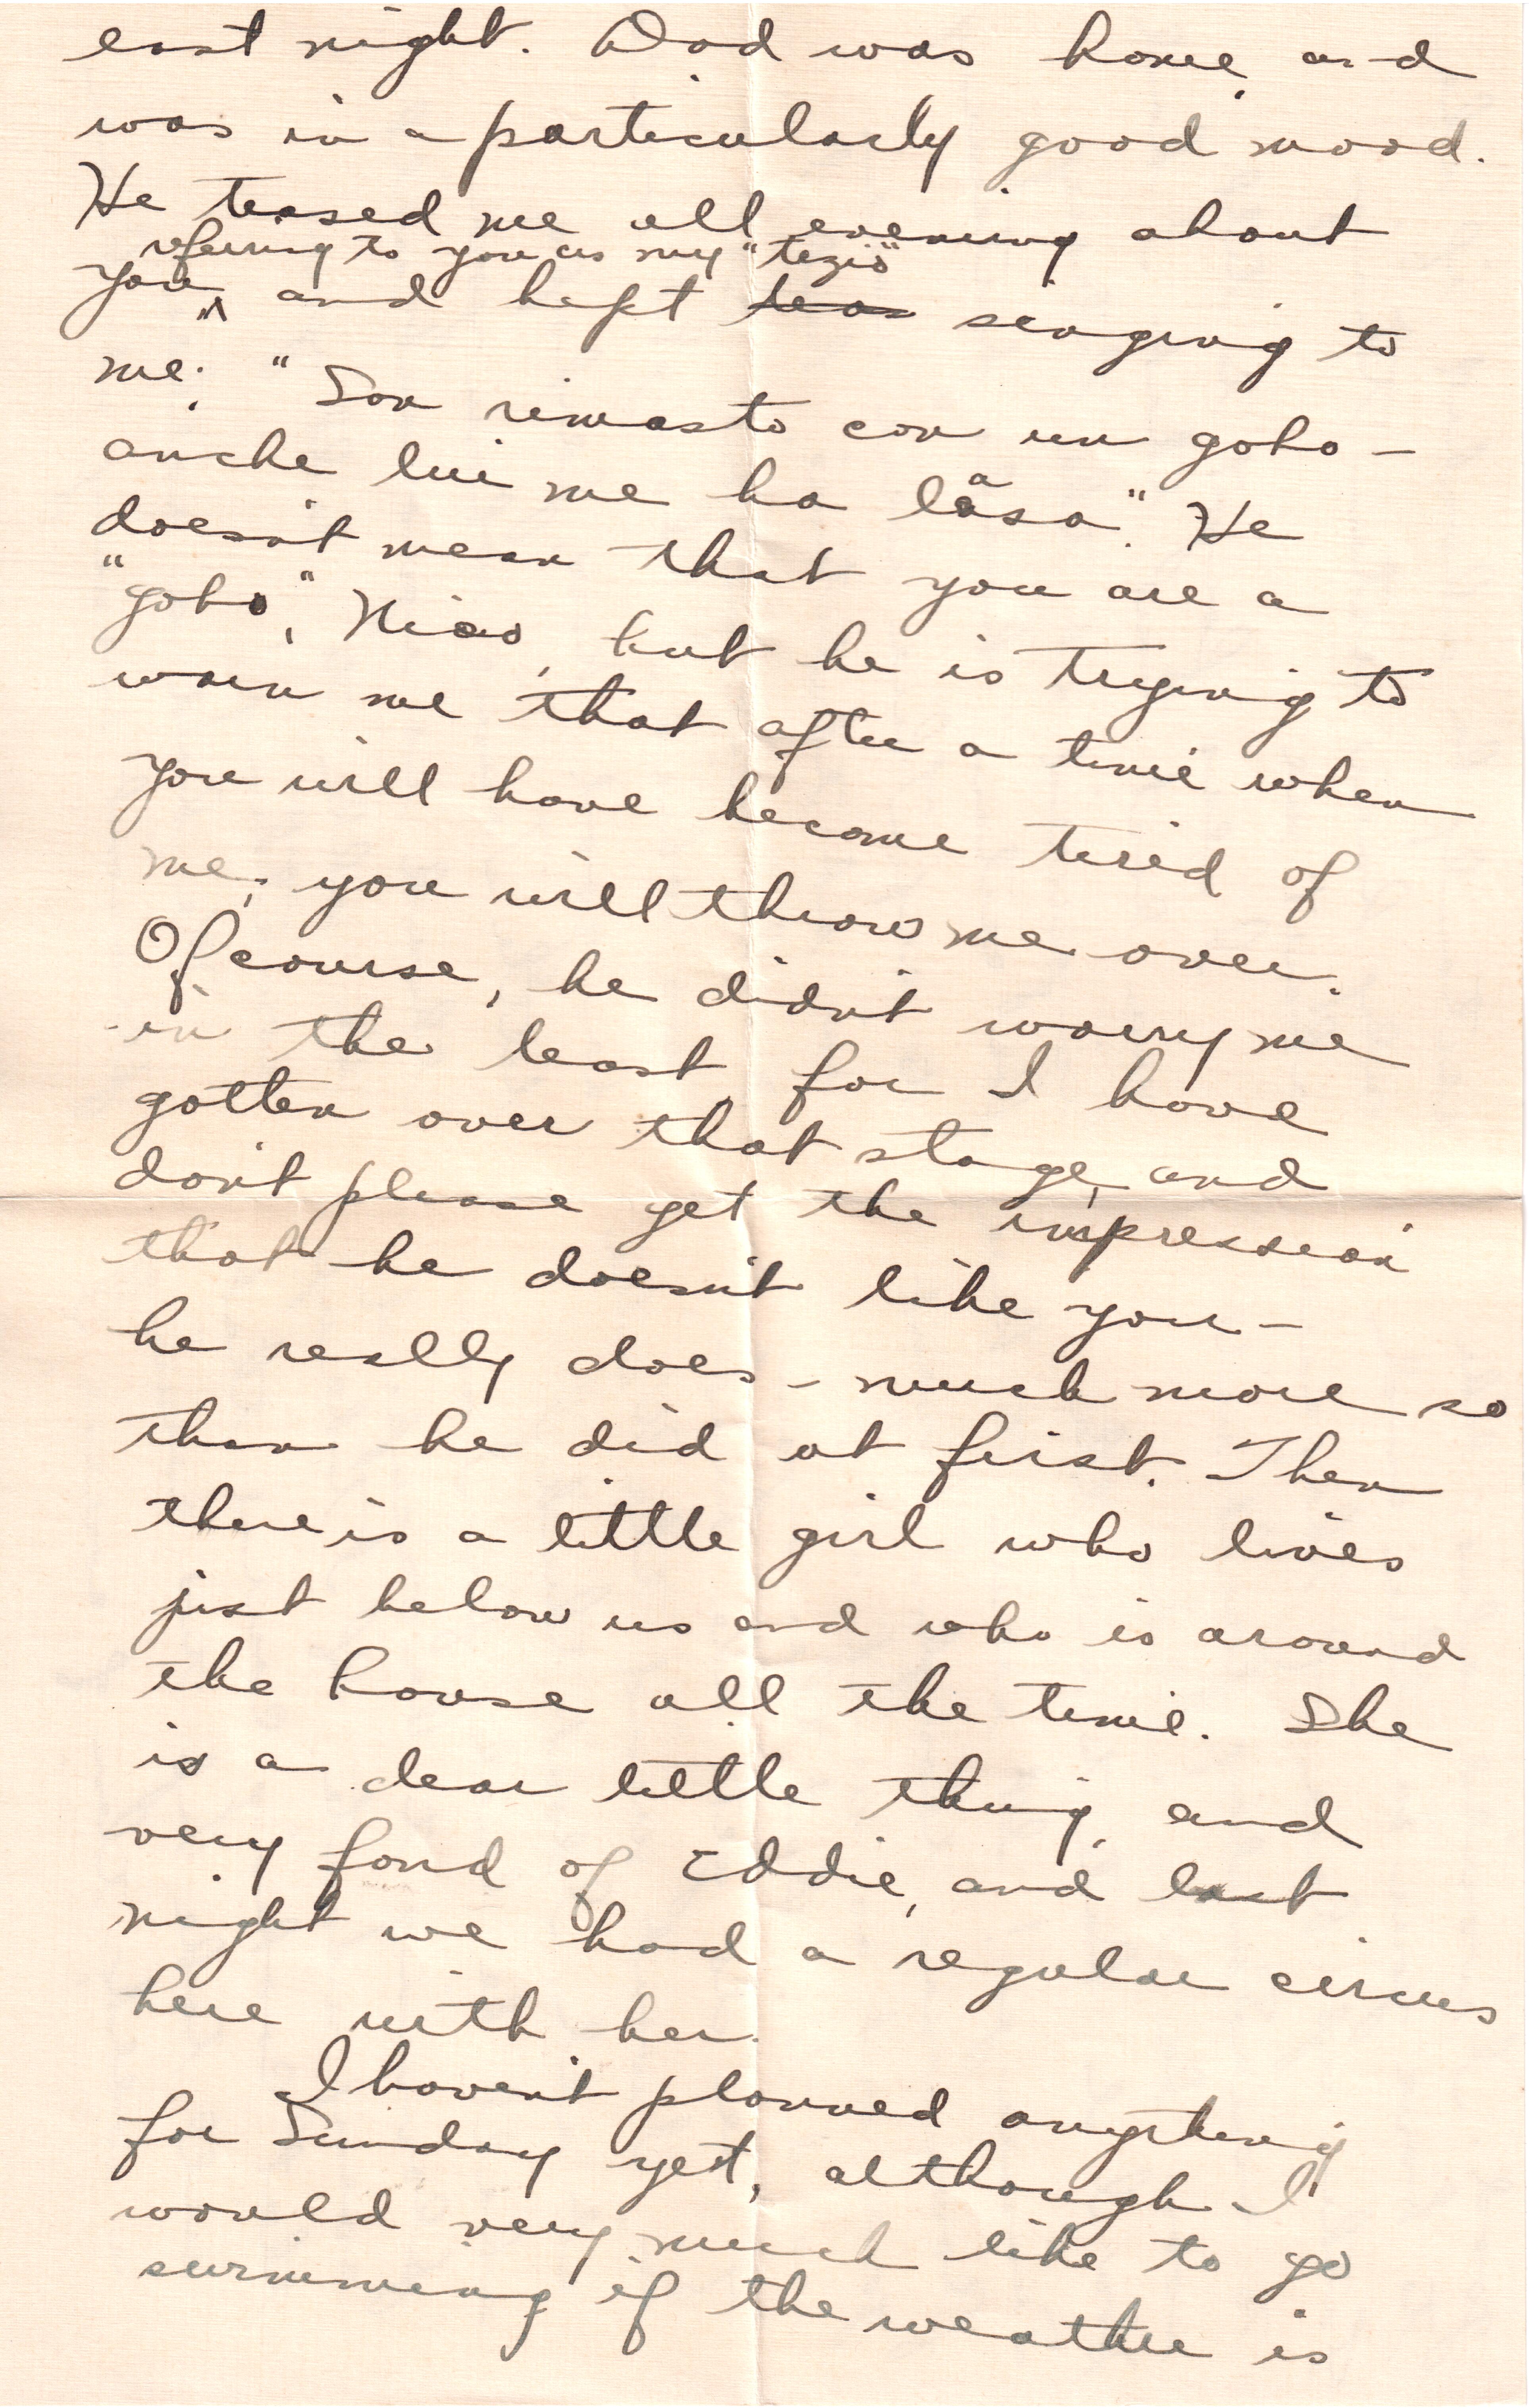 last night. Dad was home, and
was in a particularly good mood.
He teased me all evening about
referring to you as my "tizio"
you, and kept teas singing to
me: "Son rimasto con un gobo –
anche lui me ha lasa." He
doesn't mean that you are a
"gobo", Nino, but he is trying to
warn me that after a time when
you will have become tired of
me, you will throw me over.
Of course, he didn't worry me
in the least, for I have
gotten over that stage, and
don't please get the impression
that he doesn't like you –
he really does – much more so
than he did at first. Then
there is a little girl who lives
just below us and who is around
the house all the time. She
is a dear little thing, and
very fond of Eddie, and last
night we had a regular circus
here with her.
I haven't planned anything
for Sunday yet, although I
would very much like to go
swimming if the weather is